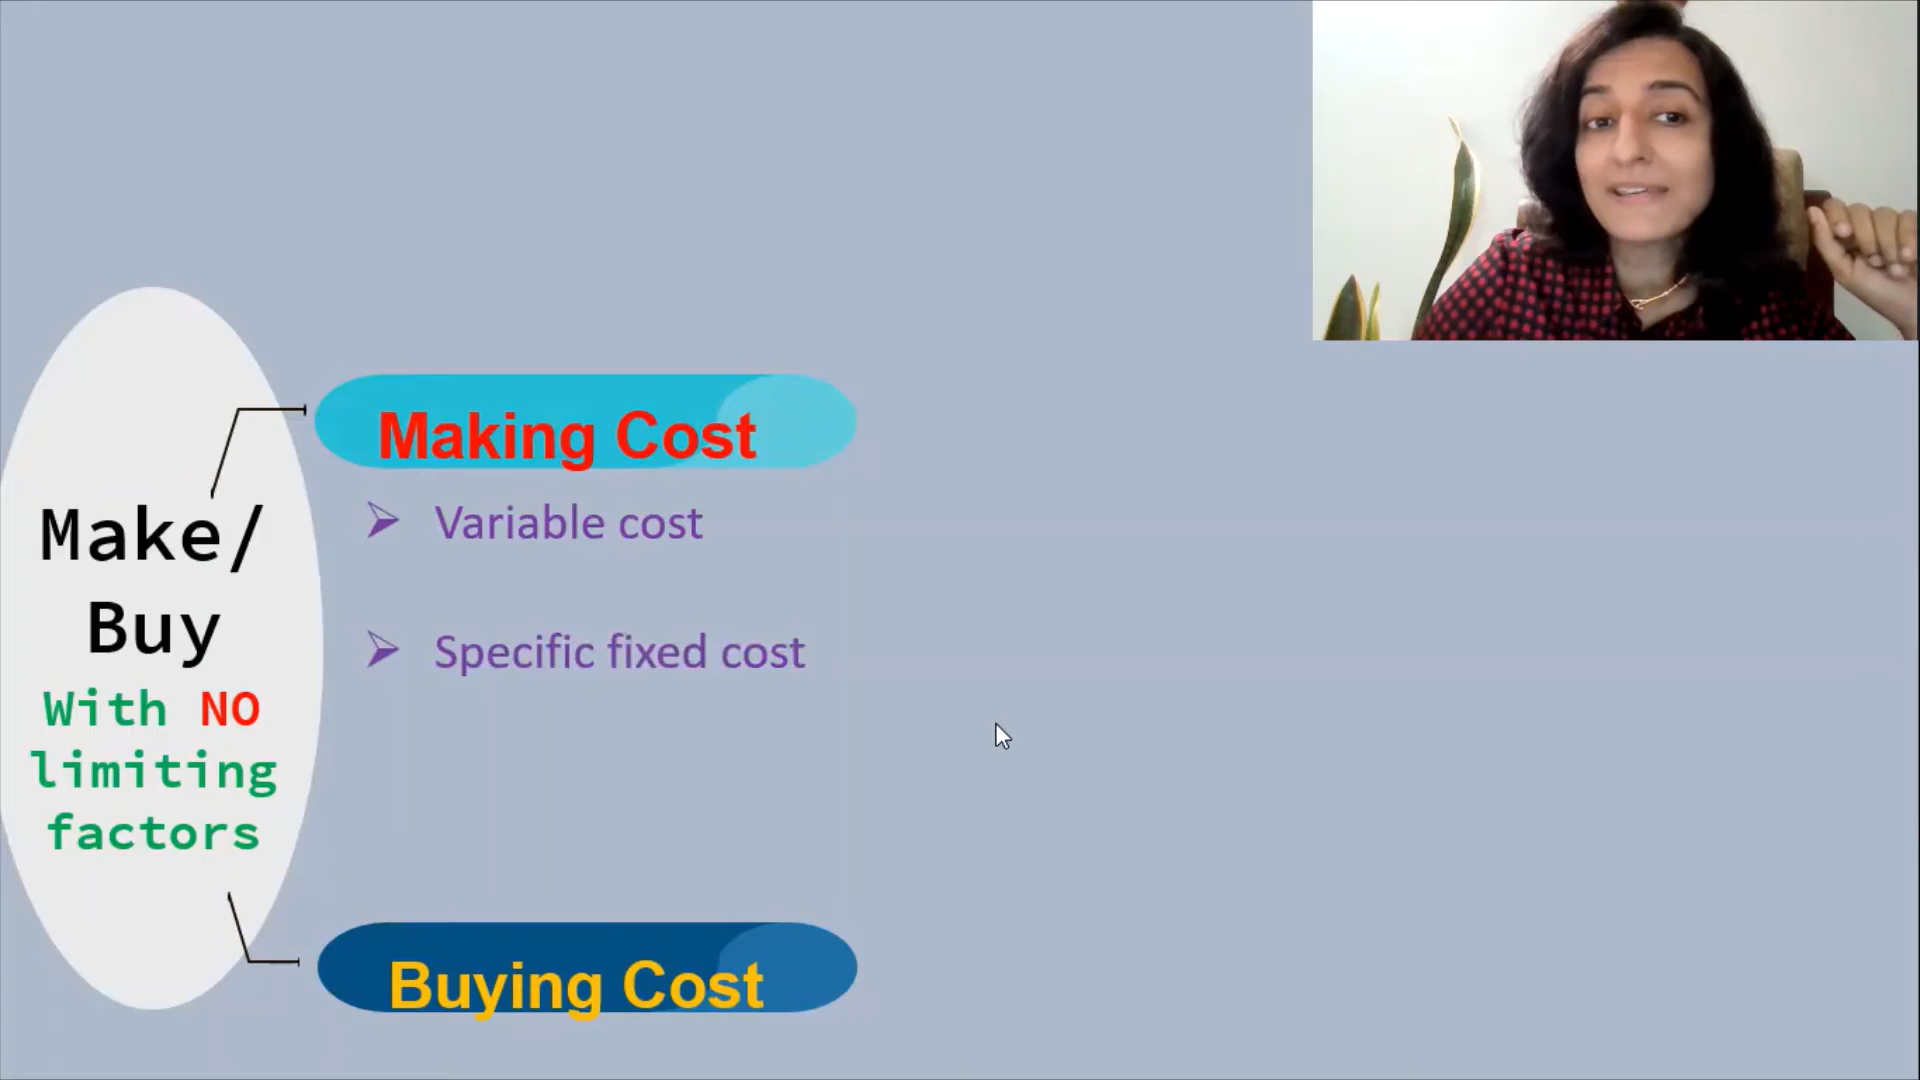 Make/
Buy
With NO
limiting
factors
Making Cost
Variable cost
Specific fixed cost
Buying Cost